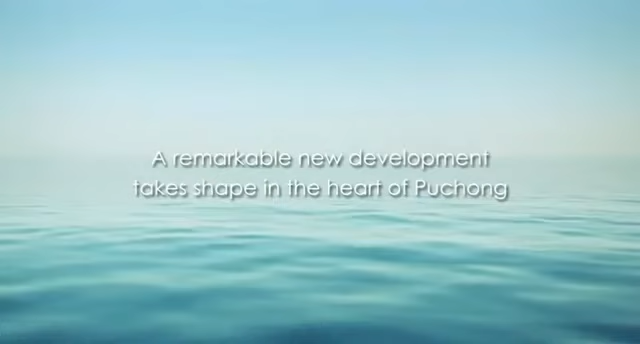 A remarkable new development
takes shape in the heart of Puchong